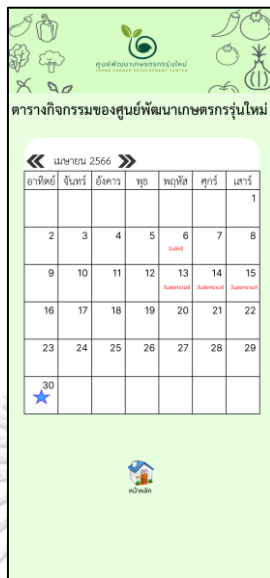 ศูนย์พัฒนาเกษตรกรรุ่นใหม่
YOUNG FARMER DEVELOPMENT CENTER
ตารางกิจกรรมของศูนย์พัฒนาเกษตรกรรุ่นใหม่
เมษายน 2566
อาทิตย์ จันทร์ อังคาร พุธ พฤหัส ศุกร์ เสาร์
1
2 3 4 5 6 7 8
วันจักรี
9 10 11 12 13 14 15
วันสงกรานต์ วันสงกรานต์ วันสงกรานต์
16 17 18 19 20 21 22
23 24 25 26 27 28 29
30
หน้าหลัก